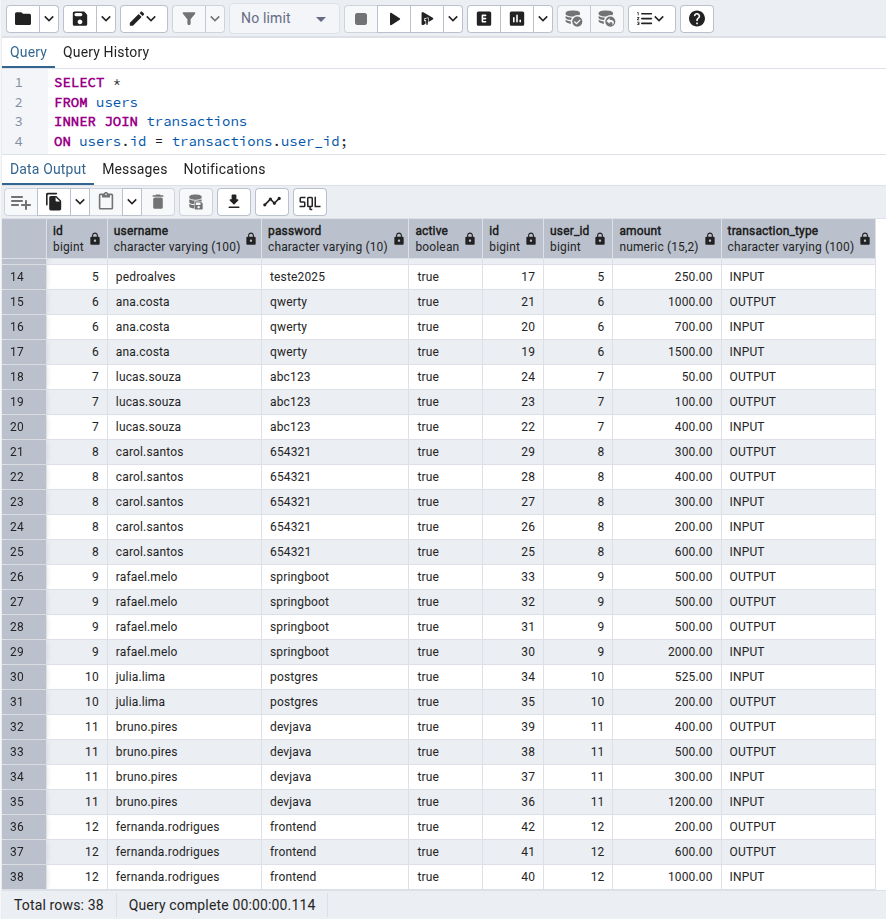 No limit
E
Query Query History
1 SELECT *
2 FROM users
3 INNER JOIN transactions
4 ON users.id = transactions.user_id;
Data Output Messages Notifications
SQL
id username password active id user_id amount transaction_type
bigint character varying (100) character varying (10) boolean bigint bigint numeric (15,2) character varying (100)
14 5 pedroalves teste2025 true 17 5 250.00 INPUT
15 6 ana.costa qwerty true 21 6 1000.00 OUTPUT
16 6 ana.costa qwerty true 20 6 700.00 INPUT
17 6 ana.costa qwerty true 19 6 1500.00 INPUT
18 7 lucas.souza abc123 true 24 7 50.00 OUTPUT
19 7 lucas.souza abc123 true 23 7 100.00 OUTPUT
20 7 lucas.souza abc123 true 22 7 400.00 INPUT
21 8 carol.santos 654321 true 29 8 300.00 OUTPUT
22 8 carol.santos 654321 true 28 8 400.00 OUTPUT
23 8 carol.santos 654321 true 27 8 300.00 INPUT
24 8 carol.santos 654321 true 26 8 200.00 INPUT
25 8 carol.santos 654321 true 25 8 600.00 INPUT
26 9 rafael.melo springboot true 33 9 500.00 OUTPUT
27 9 rafael.melo springboot true 32 9 500.00 OUTPUT
28 9 rafael.melo springboot true 31 9 500.00 OUTPUT
29 9 rafael.melo springboot true 30 9 2000.00 INPUT
30 10 julia.lima postgres true 34 10 525.00 INPUT
31 10 julia.lima postgres true 35 10 200.00 OUTPUT
32 11 bruno.pires devjava true 39 11 400.00 OUTPUT
33 11 bruno.pires devjava true 38 11 500.00 OUTPUT
34 11 bruno.pires devjava true 37 11 300.00 INPUT
35 11 bruno.pires devjava true 36 11 1200.00 INPUT
36 12 fernanda.rodrigues frontend true 42 12 200.00 OUTPUT
37 12 fernanda.rodrigues frontend true 41 12 600.00 OUTPUT
38 12 fernanda.rodrigues frontend true 40 12 1000.00 INPUT
Total rows: 38 Query complete 00:00:00.114